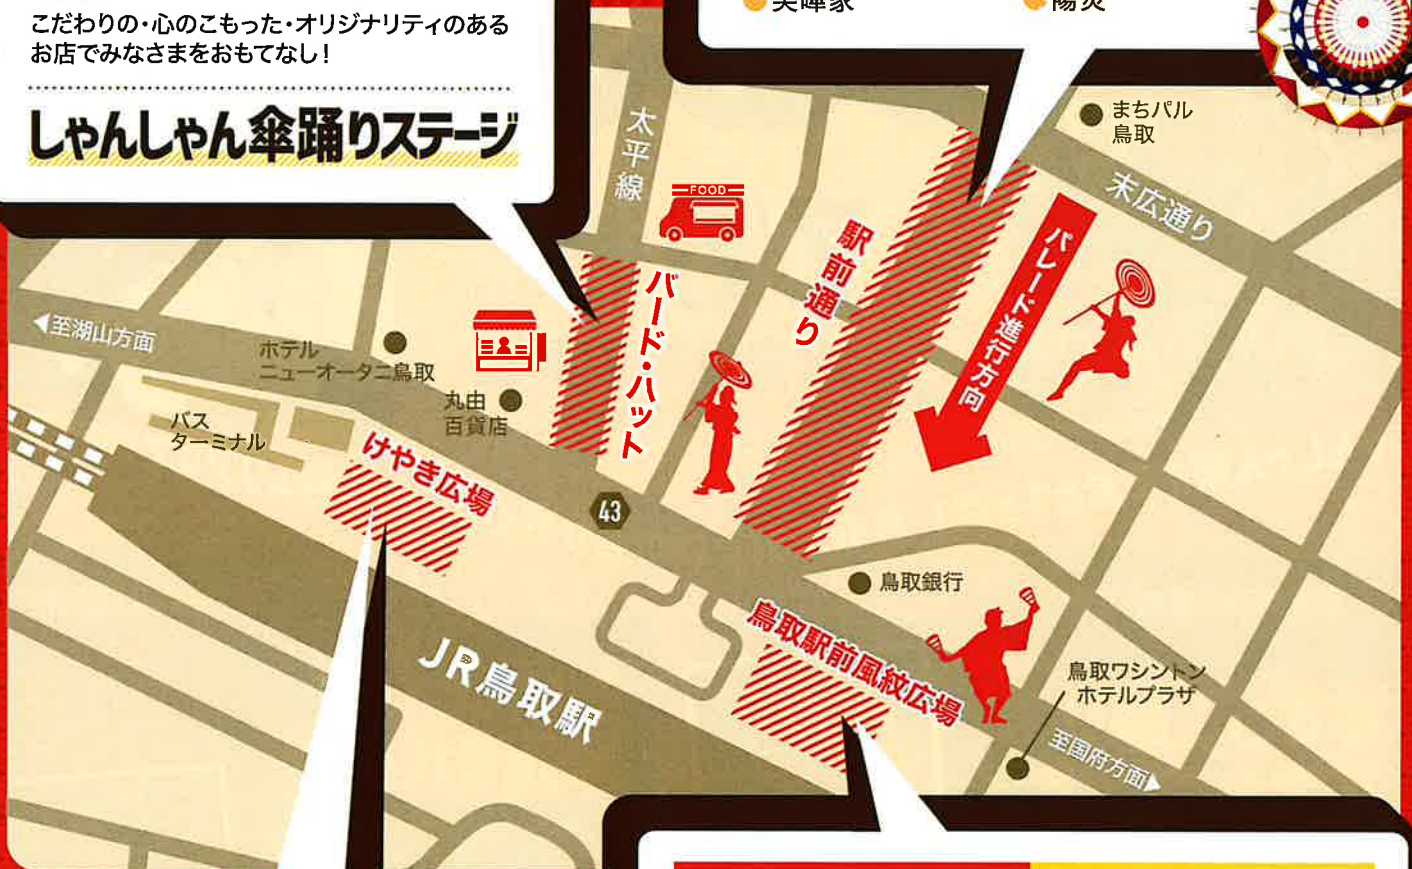 こだわりの・心のこもった・オリジナリティのある
お店でみなさまをおもてなし!
しゃんしゃん傘踊りステージ
陽炎
まちパル
鳥取
太平線
FOOD
末広通り
駅前通り
パレード進行方向
バード・ハット
至湖山方面
ホテル
ニューオータニ鳥取
丸由
百貨店
バス
ターミナル
けやき広場
43
鳥取銀行
鳥取駅前風紋広場
JR鳥取駅
鳥取ワシントン
ホテルプラザ
至国府方面